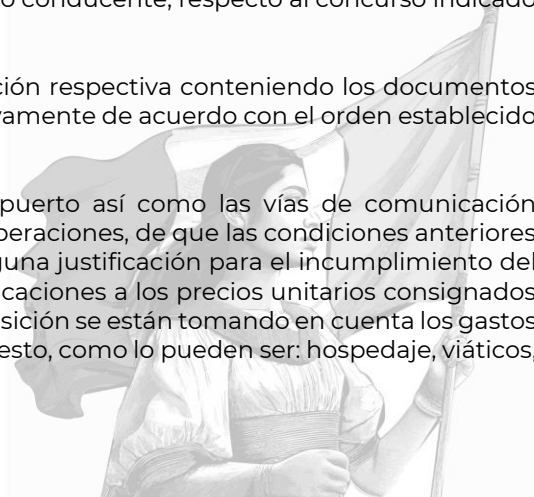 o conducente, respecto al concurso indicado
ción respectiva conteniendo los documentos
vamente de acuerdo con el orden establecido
puerto así como las vías de comunicación
peraciones, de que las condiciones anteriores
guna justificación para el incumplimiento del
caciones a los precios unitarios consignados
sición se están tomando en cuenta los gastos
esto, como lo pueden ser: hospedaje, viáticos,